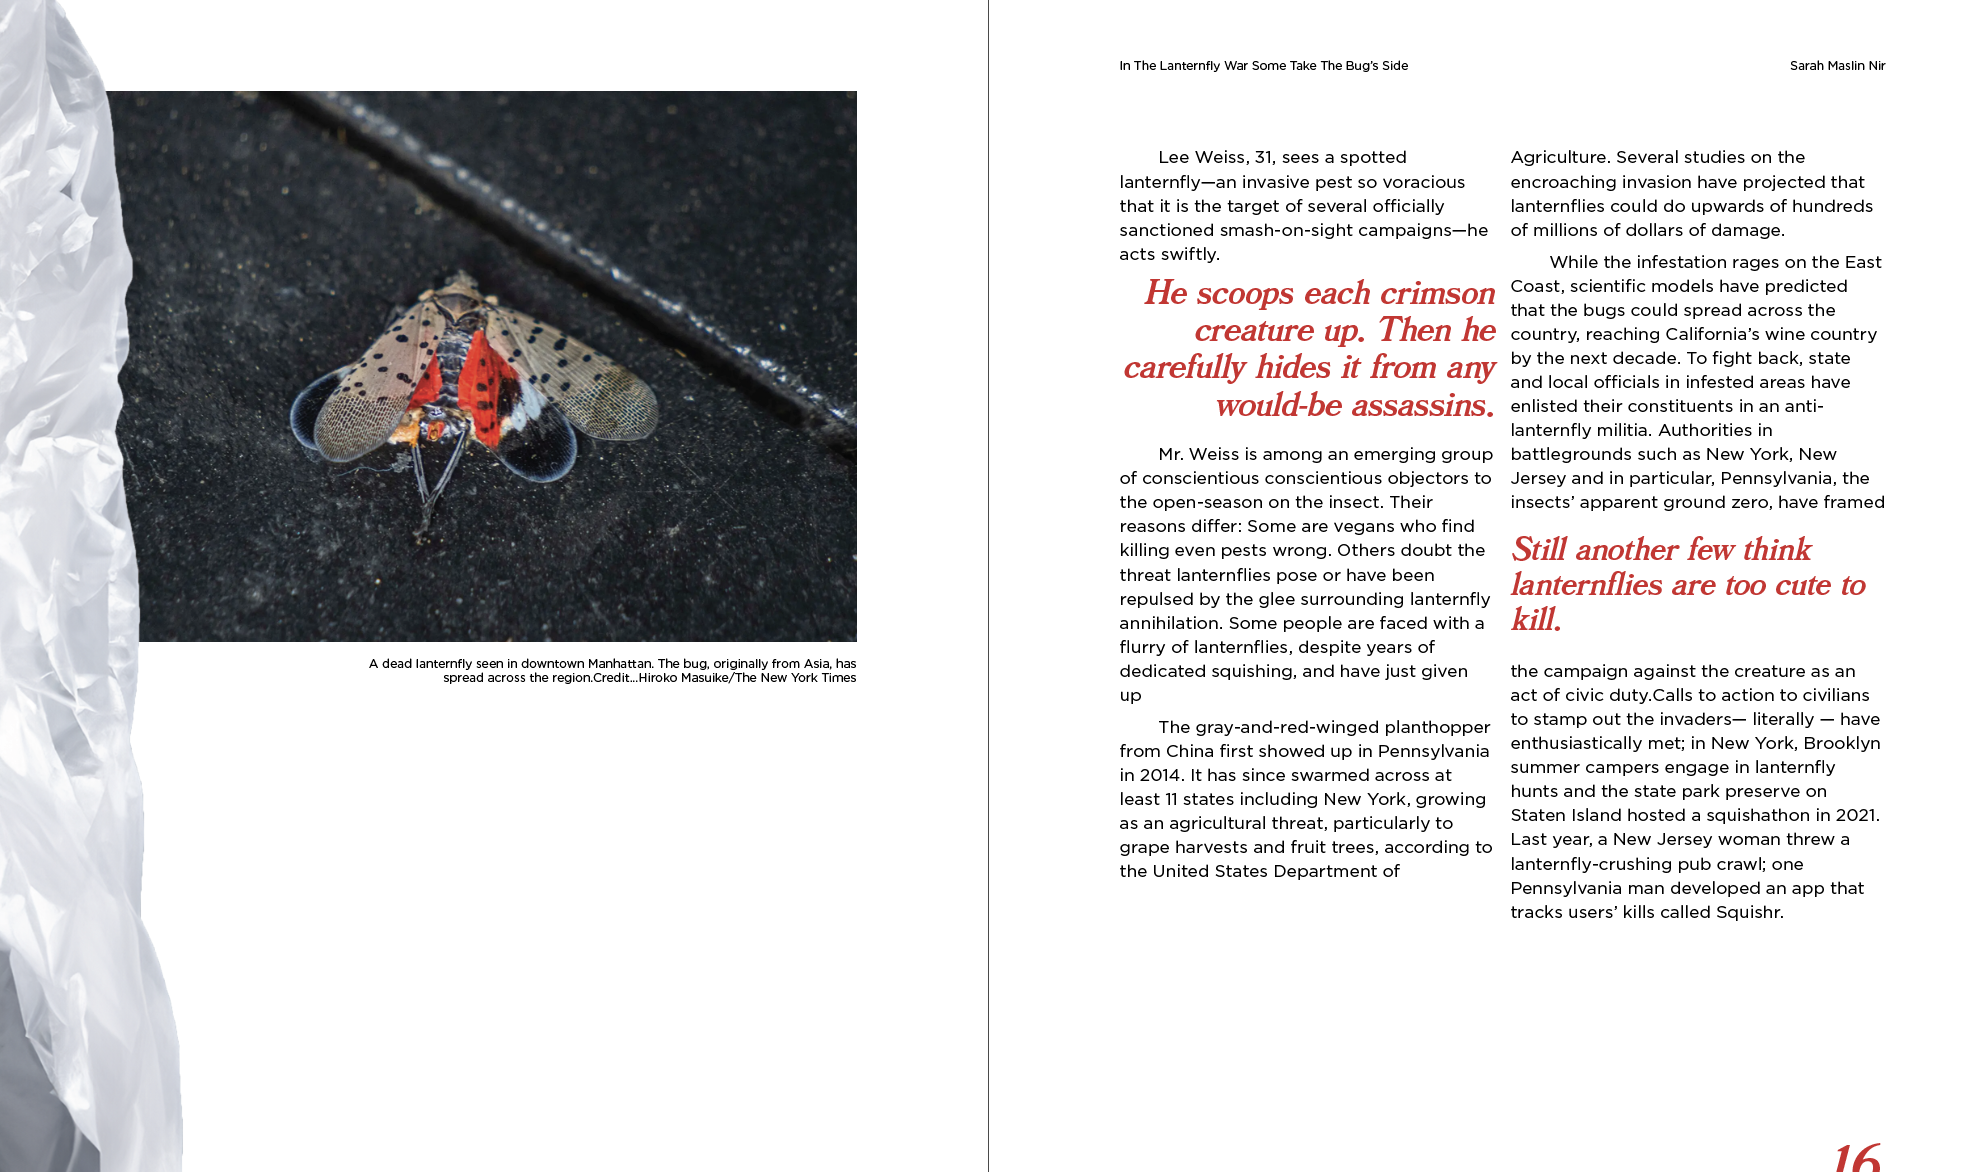 A dead lanternfly seen in downtown Manhattan. The bug, originally from Asia, has
spread across the region.Credit...Hiroko Masuike/The New York Times
In The Lanternfly War Some Take The Bug’s Side
Sarah Maslin Nir
Lee Weiss, 31, sees a spotted
lanternfly—an invasive pest so voracious
that it is the target of several officially
sanctioned smash-on-sight campaigns—he
acts swiftly.
He scoops each crimson
creature up. Then he
carefully hides it from any
would-be assassins.
Mr. Weiss is among an emerging group
of conscientious conscientious objectors to
the open-season on the insect. Their
reasons differ: Some are vegans who find
killing even pests wrong. Others doubt the
threat lanternflies pose or have been
repulsed by the glee surrounding lanternfly
annihilation. Some people are faced with a
flurry of lanternflies, despite years of
dedicated squishing, and have just given
up
The gray-and-red-winged planthopper
from China first showed up in Pennsylvania
in 2014. It has since swarmed across at
least 11 states including New York, growing
as an agricultural threat, particularly to
grape harvests and fruit trees, according to
the United States Department of
Agriculture. Several studies on the
encroaching invasion have projected that
lanternflies could do upwards of hundreds
of millions of dollars of damage.
While the infestation rages on the East
Coast, scientific models have predicted
that the bugs could spread across the
country, reaching California’s wine country
by the next decade. To fight back, state
and local officials in infested areas have
enlisted their constituents in an anti-
lanternfly militia. Authorities in
battlegrounds such as New York, New
Jersey and in particular, Pennsylvania, the
insects’ apparent ground zero, have framed
Still another few think
lanternflies are too cute to
kill.
the campaign against the creature as an
act of civic duty.Calls to action to civilians
to stamp out the invaders— literally — have
enthusiastically met; in New York, Brooklyn
summer campers engage in lanternfly
hunts and the state park preserve on
Staten Island hosted a squishathon in 2021.
Last year, a New Jersey woman threw a
lanternfly-crushing pub crawl; one
Pennsylvania man developed an app that
tracks users’ kills called Squishr.
16